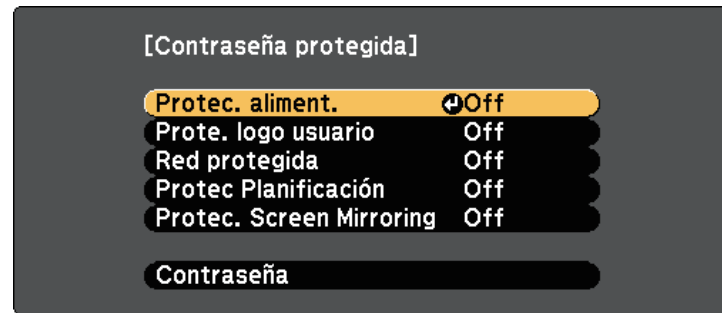 [Contraseña protegida]
Protec. aliment. Off
Prote. logo usuario Off
Red protegida Off
Protec Planificación Off
Protec. Screen Mirroring Off
Contraseña